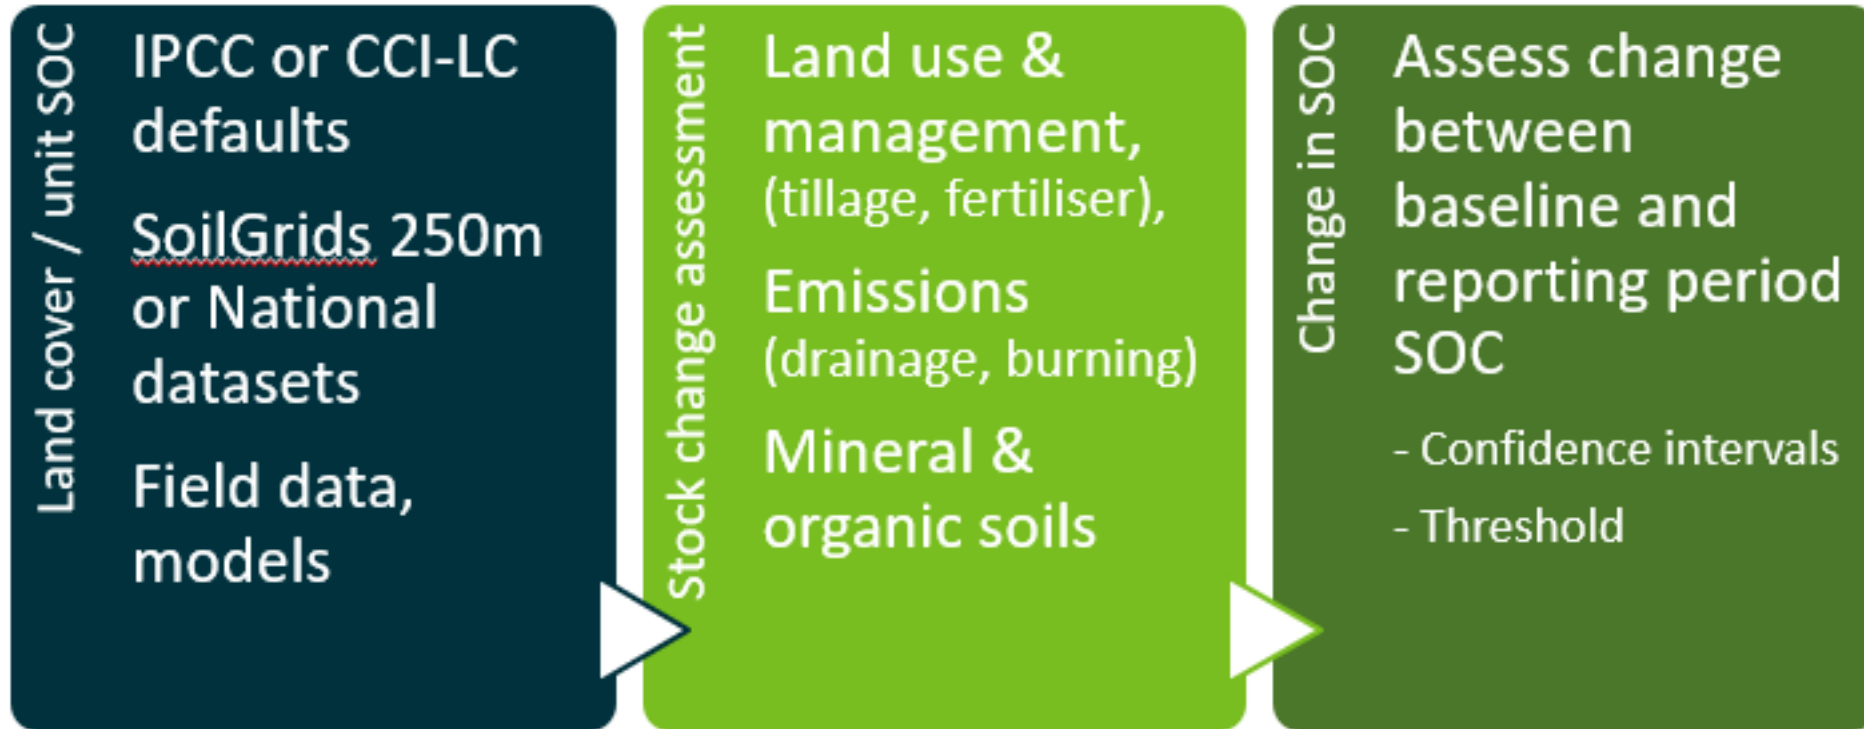 Land cover / unit SOC
IPCC or CCI-LC
defaults
SoilGrids 250m
or National
datasets
Field data,
models
Stock change assessment
Land use &
management,
(tillage, fertiliser),
Emissions
(drainage, burning)
Mineral &
organic soils
Change in SOC
Assess change
between
baseline and
reporting period
SOC
- Confidence intervals
- Threshold